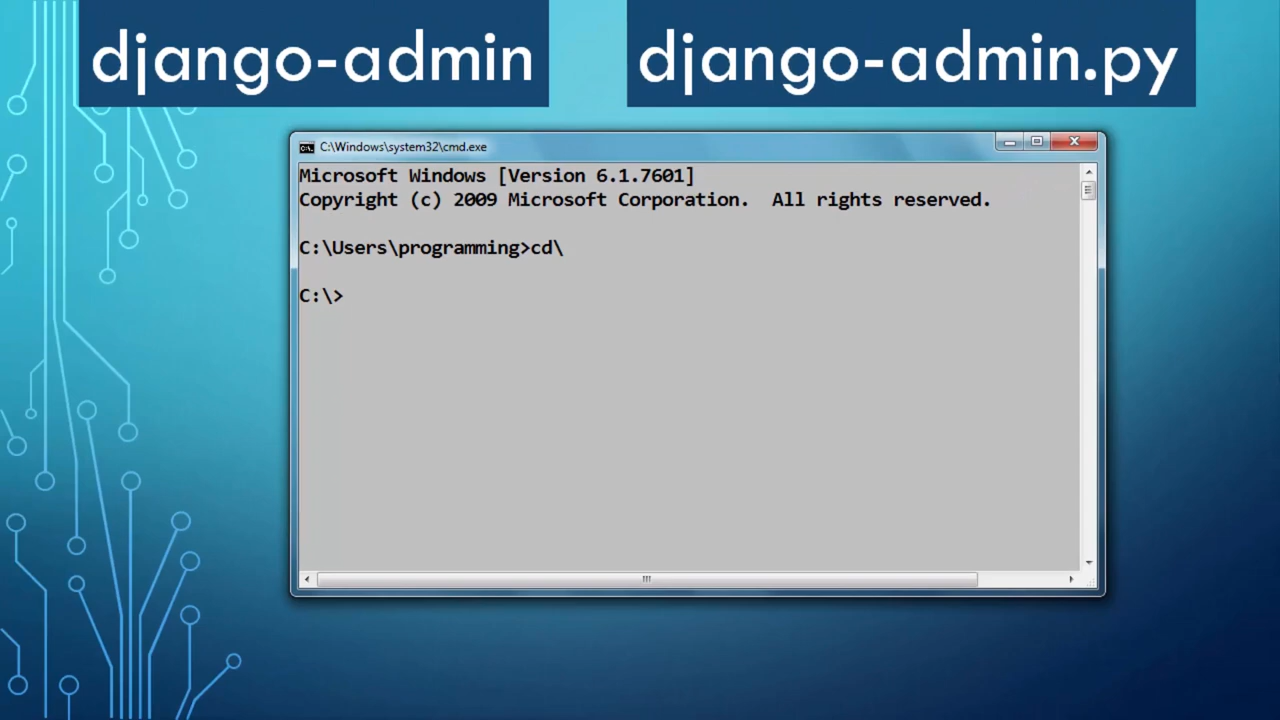 django-admin
django-admin.py
C:\Windows\system32\cmd.exe
Microsoft Windows [Version 6.1.7601]
Copyright (c) 2009 Microsoft Corporation. All rights reserved.
C:\Users\programming>cd\
C:\>